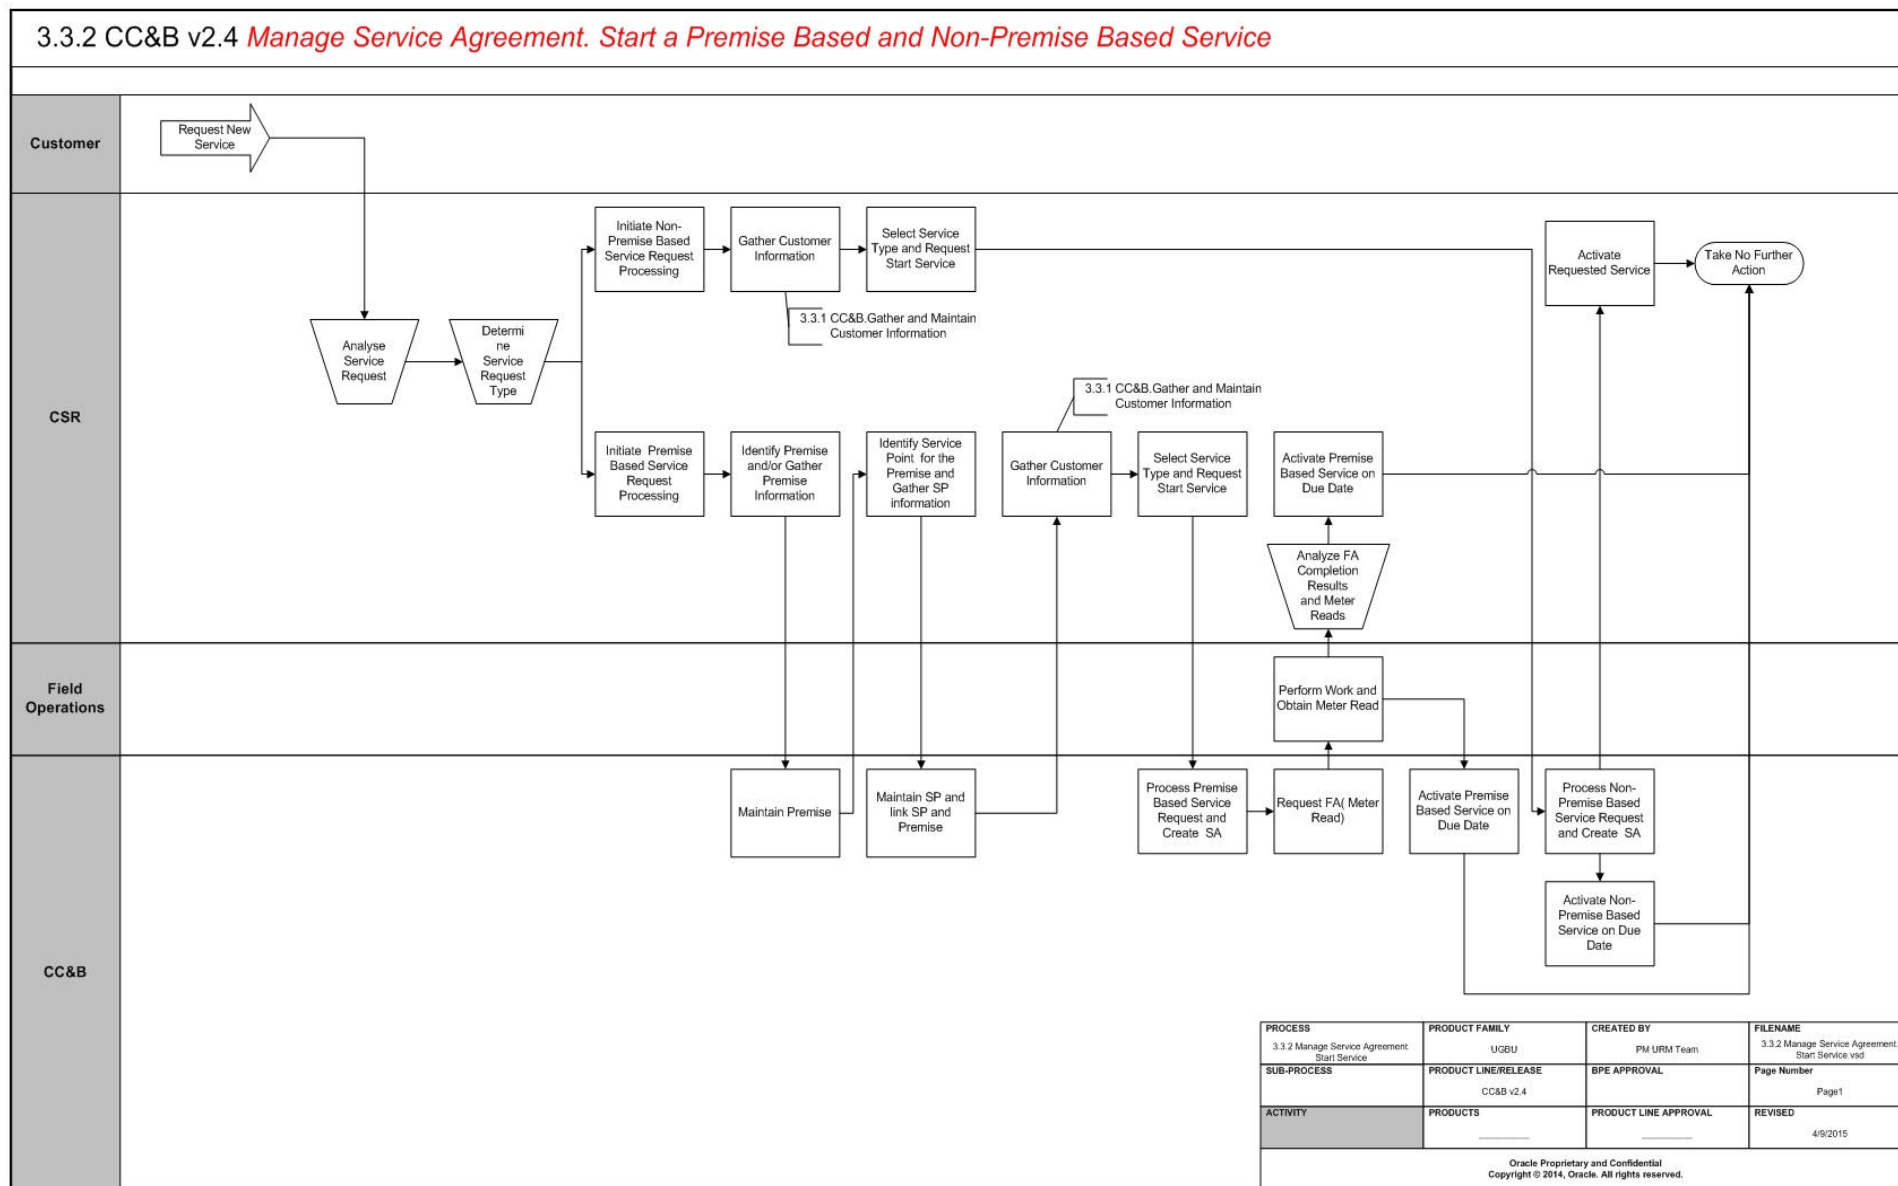 3.3.2 CC&B v2.4 Manage Service Agreement. Start a Premise Based and Non-Premise Based Service
Customer
Request New
Service
CSR
Initiate Non-
Premise Based
Service Request
Processing
Gather Customer
Information
Select Service
Type and Request
Start Service
Activate
Requested Service
Take No Further
Action
3.3.1 CC&B.Gather and Maintain
Customer Information
Analyse
Service
Request
Determi
ne
Service
Request
Type
3.3.1 CC&B.Gather and Maintain
Customer Information
Initiate Premise
Based Service
Request
Processing
Identify Premise
and/or Gather
Premise
Information
Identify Service
Point for the
Premise and
Gather SP
information
Gather Customer
Information
Select Service
Type and Request
Start Service
Activate Premise
Based Service on
Due Date
Analyze FA
Completion
Results
and Meter
Reads
Field
Operations
Perform Work and
Obtain Meter Read
CC&B
Maintain Premise
Maintain SP and
link SP and
Premise
Process Premise
Based Service
Request and
Create SA
Request FA( Meter
Read)
Activate Premise
Based Service on
Due Date
Process Non-
Premise Based
Service Request
and Create SA
Activate Non-
Premise Based
Service on Due
Date
PROCESS
3.3.2 Manage Service Agreement.
Start Service
PRODUCT FAMILY
UGBU
CREATED BY
PM URM Team
FILENAME
3.3.2 Manage Service Agreement.
Start Service.vsd
SUB-PROCESS
PRODUCT LINE/RELEASE
CC&B v2.4
BPE APPROVAL
Page Number
Page1
ACTIVITY
PRODUCTS
PRODUCT LINE APPROVAL
REVISED
4/9/2015
Oracle Proprietary and Confidential
Copyright © 2014, Oracle. All rights reserved.